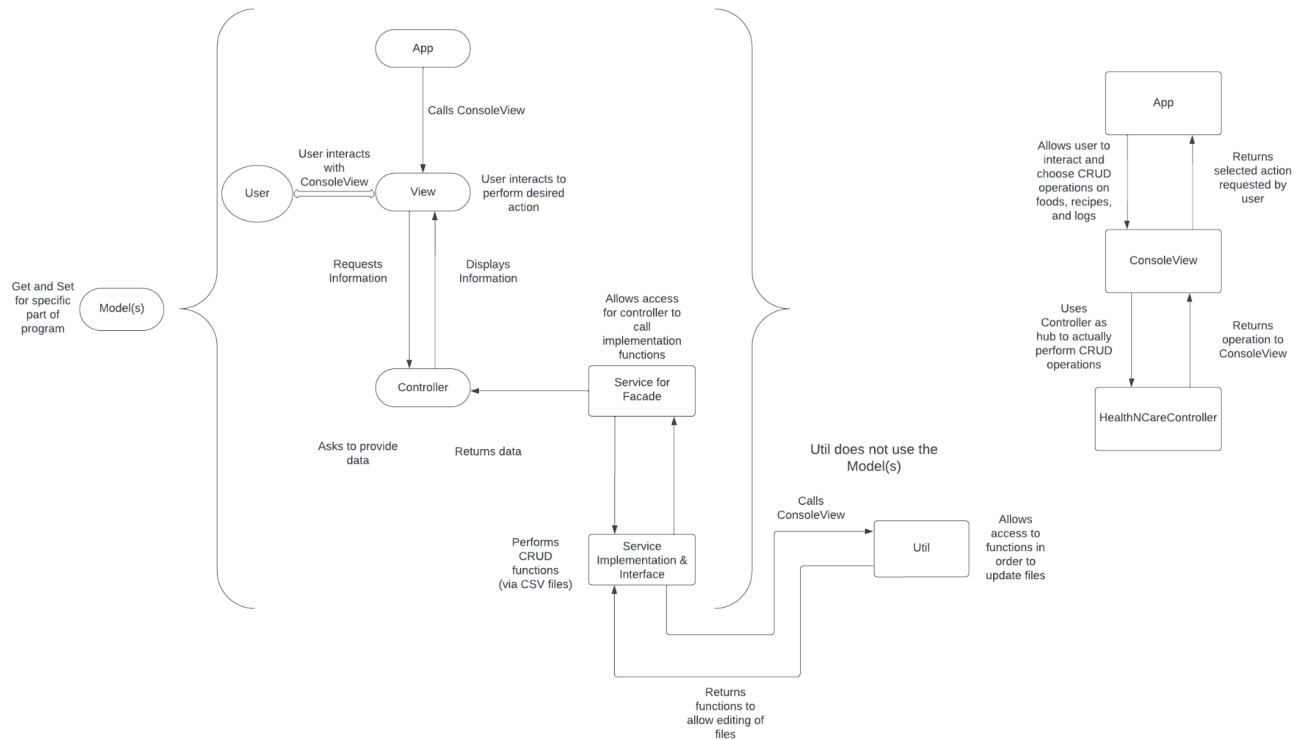 App
Calls ConsoleView
User interacts
with
ConsoleView
User
View
User interacts to
perform desired
action
Requests
Information
Displays
Information
Get and Set
for specific
part of
program
Model(s)
Allows access
for controller to
call
implementation
functions
Controller
Service for
Facade
Asks to provide
data
Returns data
Performs
CRUD
functions
(via CSV files)
Service
Implementation &
Interface
Util does not use the
Model(s)
Calls
ConsoleView
Util
Allows
access to
functions in
order to
update files
Returns
functions to
allow editing of
files
App
Allows user to
interact and
choose CRUD
operations on
foods, recipes,
and logs
Returns
selected action
requested by
user
ConsoleView
Uses
Controller as
hub to actually
perform CRUD
operations
Returns
operation to
ConsoleView
HealthNCareController